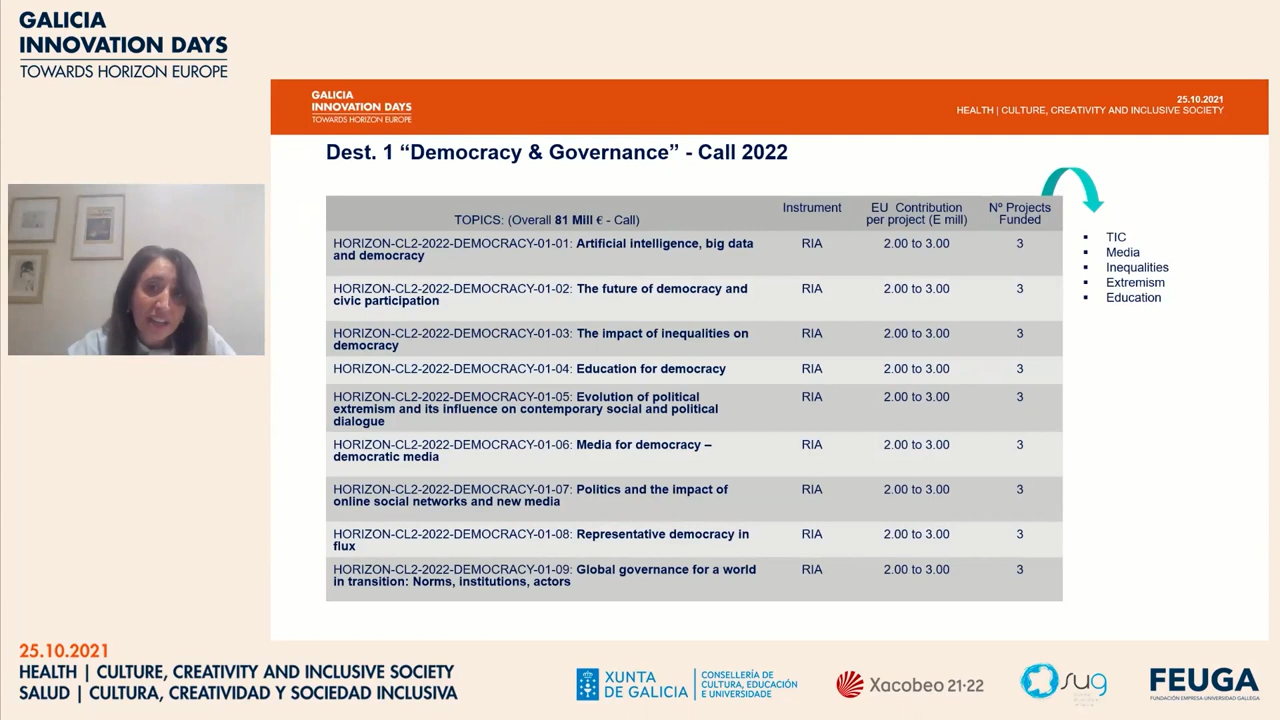 GALICIA
INNOVATION DAYS
TOWARDS HORIZON EUROPE
GALICIA
INNOVATION DAYS
TOWARDS HORIZON EUROPE
25.10.2021
HEALTH | CULTURE, CREATIVITY AND INCLUSIVE SOCIETY
Dest. 1 “Democracy & Governance” - Call 2022
TOPICS: (Overall 81 Mill € - Call)
Instrument
EU Contribution
per project (E mill)
Nº Projects
Funded
HORIZON-CL2-2022-DEMOCRACY-01-01: Artificial intelligence, big data
and democracy
RIA
2.00 to 3.00
3
HORIZON-CL2-2022-DEMOCRACY-01-02: The future of democracy and
civic participation
RIA
2.00 to 3.00
3
HORIZON-CL2-2022-DEMOCRACY-01-03: The impact of inequalities on
democracy
RIA
2.00 to 3.00
3
HORIZON-CL2-2022-DEMOCRACY-01-04: Education for democracy
RIA
2.00 to 3.00
3
HORIZON-CL2-2022-DEMOCRACY-01-05: Evolution of political
extremism and its influence on contemporary social and political
dialogue
RIA
2.00 to 3.00
3
HORIZON-CL2-2022-DEMOCRACY-01-06: Media for democracy –
democratic media
RIA
2.00 to 3.00
3
HORIZON-CL2-2022-DEMOCRACY-01-07: Politics and the impact of
online social networks and new media
RIA
2.00 to 3.00
3
HORIZON-CL2-2022-DEMOCRACY-01-08: Representative democracy in
flux
RIA
2.00 to 3.00
3
HORIZON-CL2-2022-DEMOCRACY-01-09: Global governance for a world
in transition: Norms, institutions, actors
RIA
2.00 to 3.00
3
▪ TIC
▪ Media
▪ Inequalities
▪ Extremism
▪ Education
25.10.2021
HEALTH | CULTURE, CREATIVITY AND INCLUSIVE SOCIETY
SALUD | CULTURA, CREATIVIDAD Y SOCIEDAD INCLUSIVA
XUNTA
DE GALICIA
CONSELLERÍA
DE CULTURA, EDUCACIÓN
E UNIVERSIDADE
Xacobeo 21·22
sug
FEUGA
FUNDACIÓN EMPRESA-UNIVERSIDAD GALLEGA